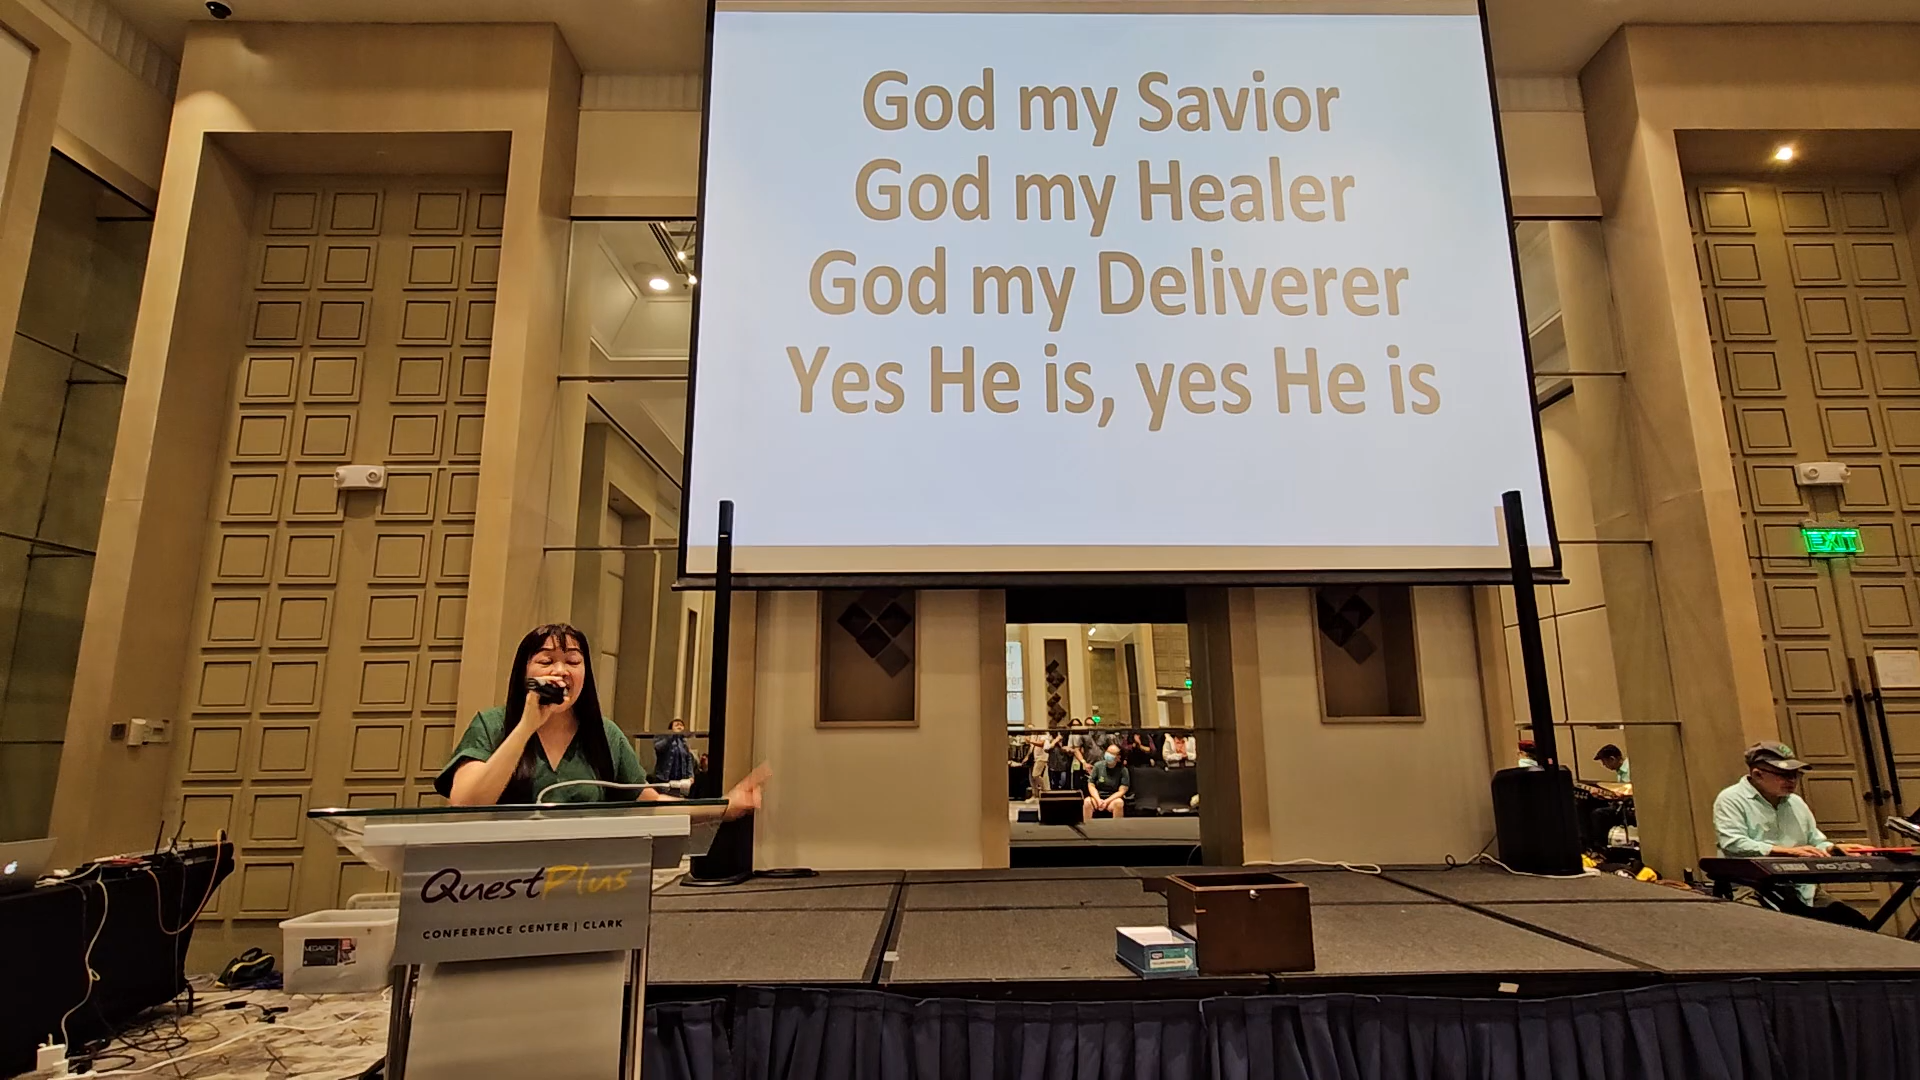 God my Savior
God my Healer
God my Deliverer
Yes He is, yes He is
EXIT
QuestPlus
CONFERENCE CENTER | CLARK
MEGABOX